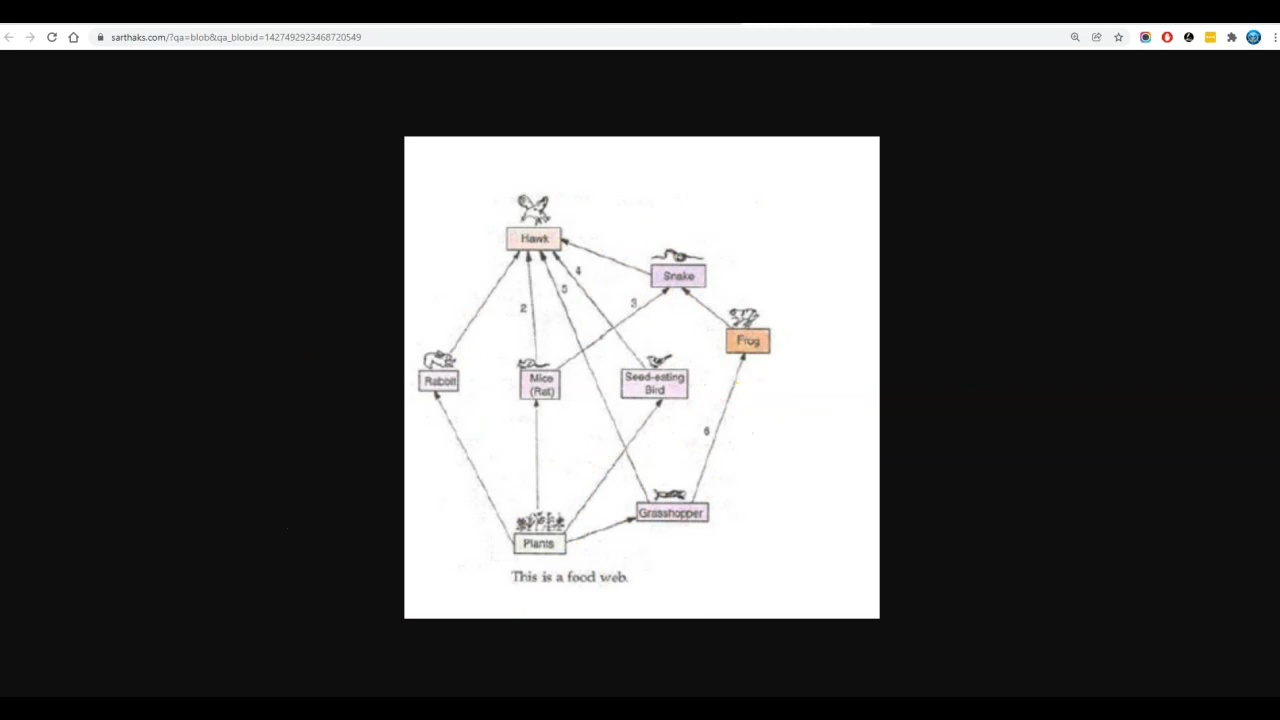 sarthaks.com/?qa=blob&qa_blobid=1427492923468720549
Hawk
4
Snake
5
3
2
Frog
Rabbit
Mice
(Rat)
Seed-eating
Bird
6
Grasshopper
Plants
This is a food web.